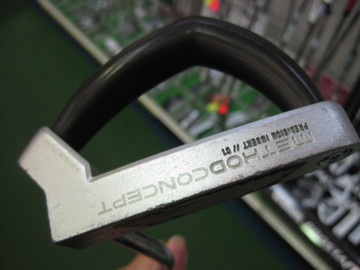 METHODCONCEPT
PRECISION INSERT // 01